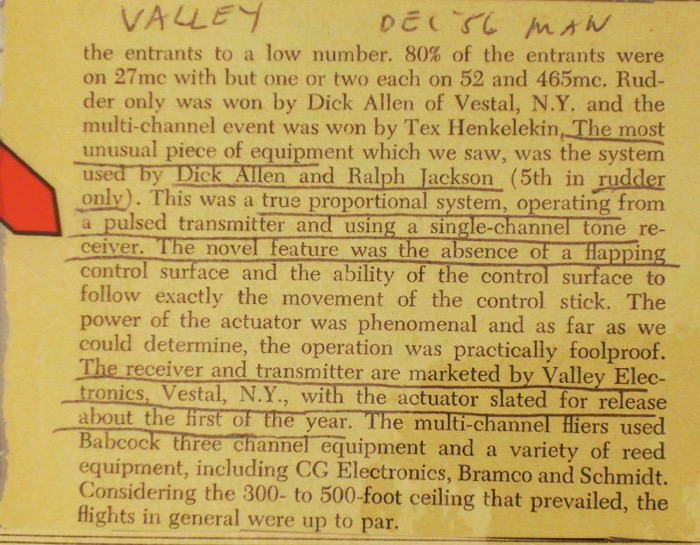 VALLEY DEC '56 MAN
the entrants to a low number. 80% of the entrants were
on 27mc with but one or two each on 52 and 465mc. Rud-
der only was won by Dick Allen of Vestal, N.Y. and the
multi-channel event was won by Tex Henkelekin. The most
unusual piece of equipment which we saw, was the system
used by Dick Allen and Ralph Jackson (5th in rudder
only). This was a true proportional system, operating from
a pulsed transmitter and using a single-channel tone re-
ceiver. The novel feature was the absence of a flapping
control surface and the ability of the control surface to
follow exactly the movement of the control stick. The
power of the actuator was phenomenal and as far as we
could determine, the operation was practically foolproof.
The receiver and transmitter are marketed by Valley Elec-
tronics, Vestal, N.Y., with the actuator slated for release
about the first of the year. The multi-channel fliers used
Babcock three channel equipment and a variety of reed
equipment, including CG Electronics, Bramco and Schmidt.
Considering the 300- to 500-foot ceiling that prevailed, the
flights in general were up to par.